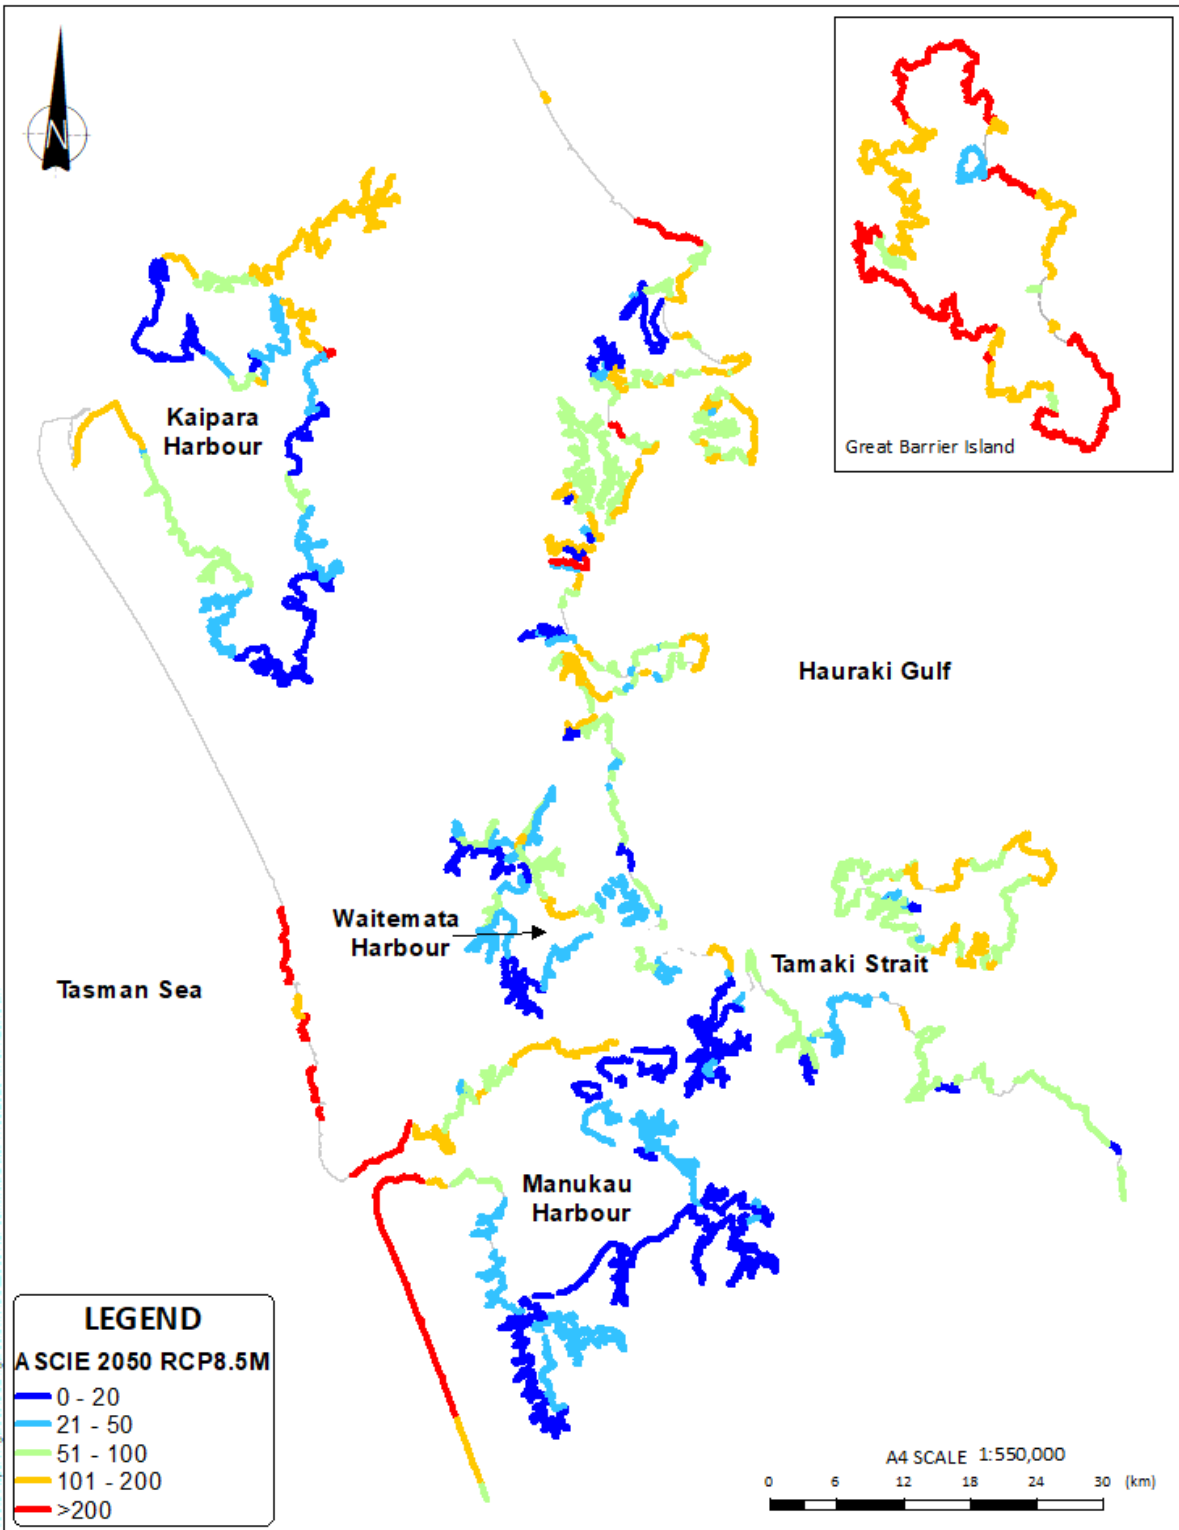 N
Great Barrier Island
Kaipara
Harbour
Hauraki Gulf
Waitemata
Harbour
Tamaki Strait
Tasman Sea
Manukau
Harbour
LEGEND
ASCIE 2050 RCP8.5M
0 - 20
21 - 50
51 - 100
101 - 200
>200
A4 SCALE 1:550,000
0 6 12 18 24 30 (km)